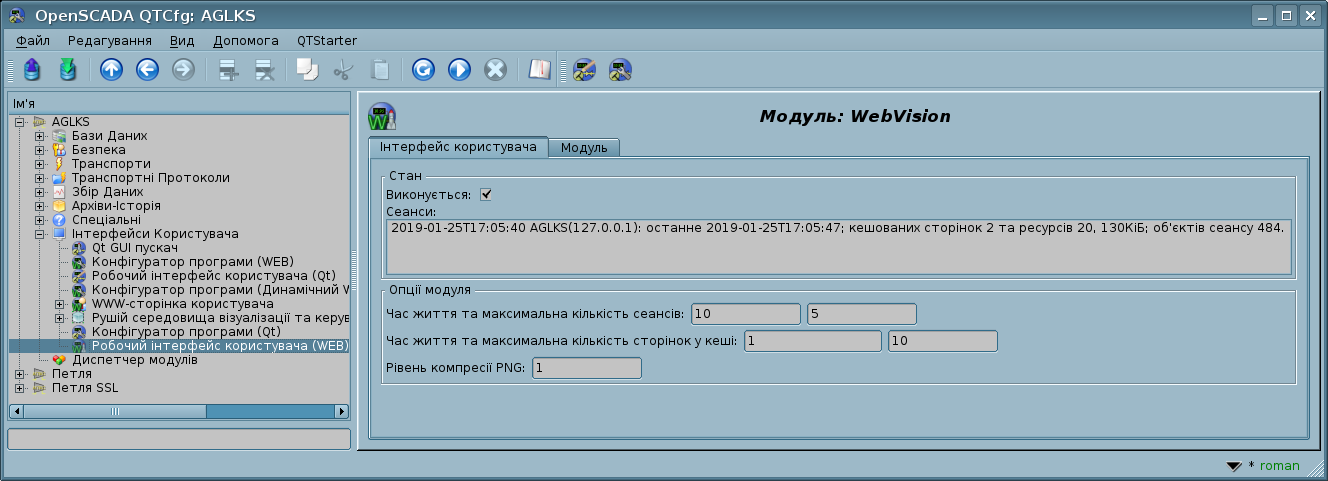 OpenSCADA QTCfg: AGLKS
Файл Редагування Вид Допомога QTStarter
Ім'я
AGLKS
Бази Даних
Безпека
Транспорти
Транспортні Протоколи
Збір Даних
Архіви-Історія
Спеціальні
Інтерфейси Користувача
Qt GUI пускач
Конфігуратор програми (WEB)
Робочий інтерфейс користувача (Qt)
Конфігуратор програми (Динамічний W
WWW-сторінка користувача
Рушій середовища візуалізації та керув
Конфігуратор програми (Qt)
Робочий інтерфейс користувача (WEB)
Диспетчер модулів
Петля
Петля SSL
Модуль: WebVision
Інтерфейс користувача Модуль
Стан
Виконується:
Сеанси:
2019-01-25T17:05:40 AGLKS(127.0.0.1): останнє 2019-01-25T17:05:47; кешованих сторінок 2 та ресурсів 20, 130КіБ; об'єктів сеансу 484.
Опції модуля
Час життя та максимальна кількість сеансів: 10 5
Час життя та максимальна кількість сторінок у кеші: 1 10
Рівень компресії PNG: 1
* roman